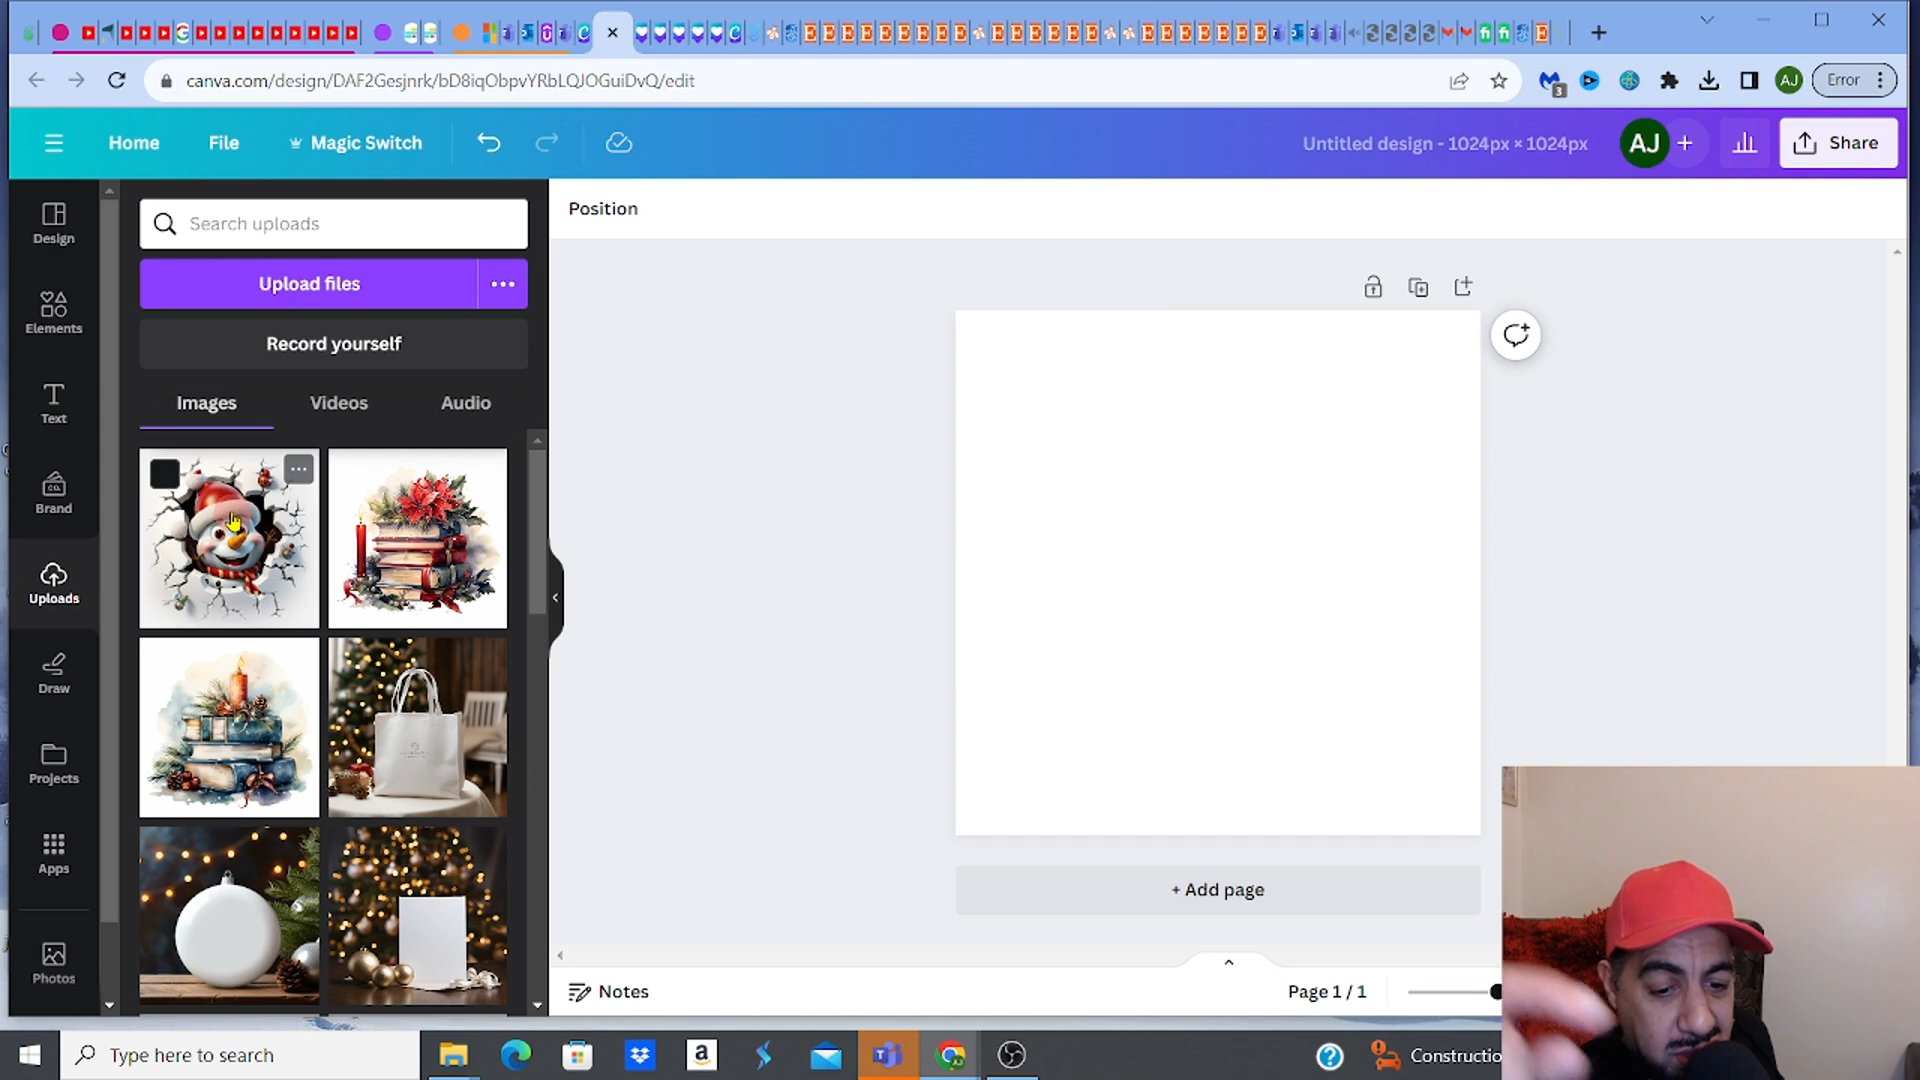 canva.com/design/DAF2Gesjnrk/bD8iqObpvYRbLQJOGuiDvQ/edit
3
AJ
Error
Home
File
Magic Switch
Untitled design - 1024px × 1024px
AJ
+
Share
Design
Elements
Text
Brand
Uploads
Draw
Projects
Apps
Photos
Search uploads
Upload files
Record yourself
Images
Videos
Audio
Position
+ Add page
Notes
Page 1 / 1
Type here to search
Constructio